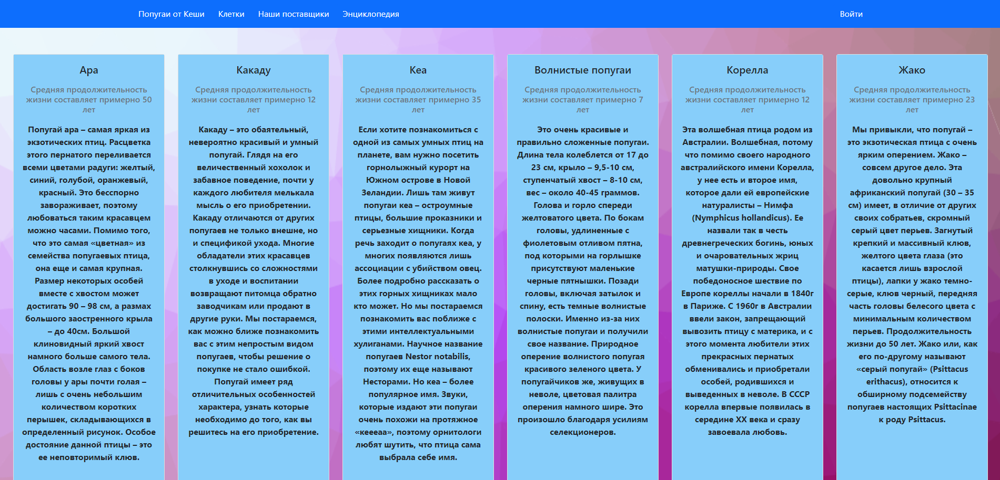 Попугаи от Кеши Клетки Наши поставщики Энциклопедия Войти
Ара
Средняя продолжительность
жизни составляет примерно 50
лет
Попугай ара – самая яркая из
экзотических птиц. Расцветка
этого пернатого переливается
всеми цветами радуги: желтый,
синий, голубой, оранжевый,
красный. Это бесспорно
завораживает, поэтому
любоваться таким красавцем
можно часами. Помимо того,
что это самая «цветная» из
семейства попугаевых птица,
она еще и самая крупная.
Размер некоторых особей
вместе с хвостом может
достигать 90 – 98 см, а размах
большого заостренного крыла
– до 40см. Большой
клиновидный яркий хвост
намного больше самого тела.
Область возле глаз с боков
головы у ары почти голая –
лишь с очень небольшим
количеством коротких
перышек, складывающихся в
определенный рисунок. Особое
достояние данной птицы – это
ее неповторимый клюв.
Какаду
Средняя продолжительность
жизни составляет примерно 12
лет
Какаду – это обаятельный,
невероятно красивый и умный
попугай. Глядя на его
величественный хохолок и
забавное поведение, почти у
каждого любителя мелькала
мысль о его приобретении.
Какаду отличаются от других
попугаев не только внешне, но
и спецификой ухода. Многие
обладатели этих красавцев
столкнувшись со сложностями
в уходе и воспитании
возвращают питомца обратно
заводчикам или продают в
другие руки. Мы постараемся,
как можно ближе познакомить
вас с этим непростым видом
попугаев, чтобы решение о
покупке не стало ошибкой.
Попугай имеет ряд
отличительных особенностей
характера, узнать которые
необходимо до того, как вы
решитесь на его приобретение.
Кеа
Средняя продолжительность
жизни составляет примерно 35
лет
Если хотите познакомиться с
одной из самых умных птиц на
планете, вам нужно посетить
горнолыжный курорт на
Южном острове в Новой
Зеландии. Лишь там живут
попугаи кеа – остроумные
птицы, большие проказники и
серьезные хищники. Когда
речь заходит о попугаях кеа, у
многих появляются лишь
ассоциации с убийством овец.
Более подробно рассказать о
этих горных хищниках мало
кто может. Но мы постараемся
познакомить вас поближе с
этими интеллектуальными
хулиганами. Научное название
попугаев Nestor notabilis,
поэтому их еще называют
Несторами. Но кеа – более
популярное имя. Звуки,
которые издают эти попугаи
очень похожи на протяжное
«кеееаа», поэтому орнитологи
любят шутить, что птица сама
выбрала себе имя.
Волнистые попугаи
Средняя продолжительность
жизни составляет примерно 7
лет
Это очень красивые и
правильно сложенные попугаи.
Длина тела колеблется от 17 до
23 см, крыло – 9,5-10 см,
ступенчатый хвост – 8-10 см,
вес – около 40-45 граммов.
Голова и горло спереди
желтоватого цвета. По бокам
головы, удлиненные с
фиолетовым отливом пятна,
под которыми на горлышке
присутствуют маленькие
черные пятнышки. Позади
головы, включая затылок и
спину, есть темные волнистые
полоски. Именно из-за них
волнистые попугаи и получили
свое название. Природное
оперение волнистого попугая
красивого зеленого цвета. У
попугайчиков же, живущих в
неволе, цветовая палитра
оперения намного шире. Это
произошло благодаря усилиям
селекционеров.
Корелла
Средняя продолжительность
жизни составляет примерно 12
лет
Эта волшебная птица родом из
Австралии. Волшебная, потому
что помимо своего народного
австралийского имени Корелла,
у нее есть и второе имя,
которое дали ей европейские
натуралисты – Нимфа
(Nymphicus hollandicus). Ее
назвали так в честь
древнегреческих богинь, юных
и очаровательных жриц
матушки-природы. Свое
победоносное шествие по
Европе кореллы начали в 1840г
в Париже. С 1960г в Австралии
ввели закон, запрещающий
вывозить птицу с материка, и с
этого момента любители этих
прекрасных пернатых
обменивались и приобретали
особей, родившихся и
выведенных в неволе. В СССР
корелла впервые появилась в
середине XX века и сразу
завоевала любовь.
Жако
Средняя продолжительность
жизни составляет примерно 23
лет
Мы привыкли, что попугай –
это экзотическая птица с очень
ярким оперением. Жако –
совсем другое дело. Эта
довольно крупный
африканский попугай (30 – 35
см) имеет, в отличие от других
своих собратьев, скромный
серый цвет перьев. Загнутый
крепкий и массивный клюв,
желтого цвета глаза (это
касается лишь взрослой
птицы), лапки у жако темно-
серые, клюв черный, передняя
часть головы белесого цвета с
минимальным количеством
перьев. Продолжительность
жизни до 50 лет. Жако или, как
его по-другому называют
«серый попугай» (Psittacus
erithacus), относится к
обширному подсемейству
попугаев настоящих Psittacinae
к роду Psittacus.